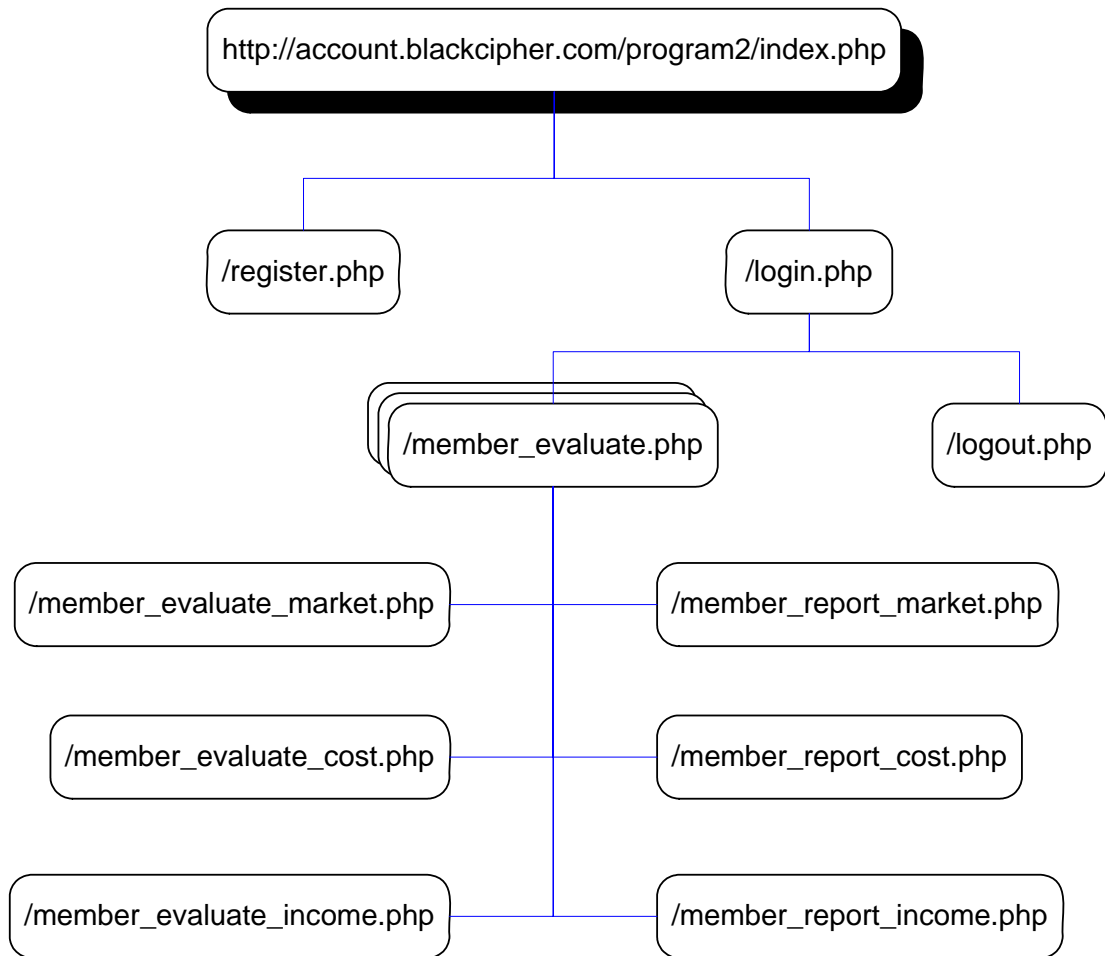 http://account.blackcipher.com/program2/index.php
/register.php
/login.php
/member_evaluate.php
/logout.php
/member_evaluate_market.php
/member_report_market.php
/member_evaluate_cost.php
/member_report_cost.php
/member_evaluate_income.php
/member_report_income.php